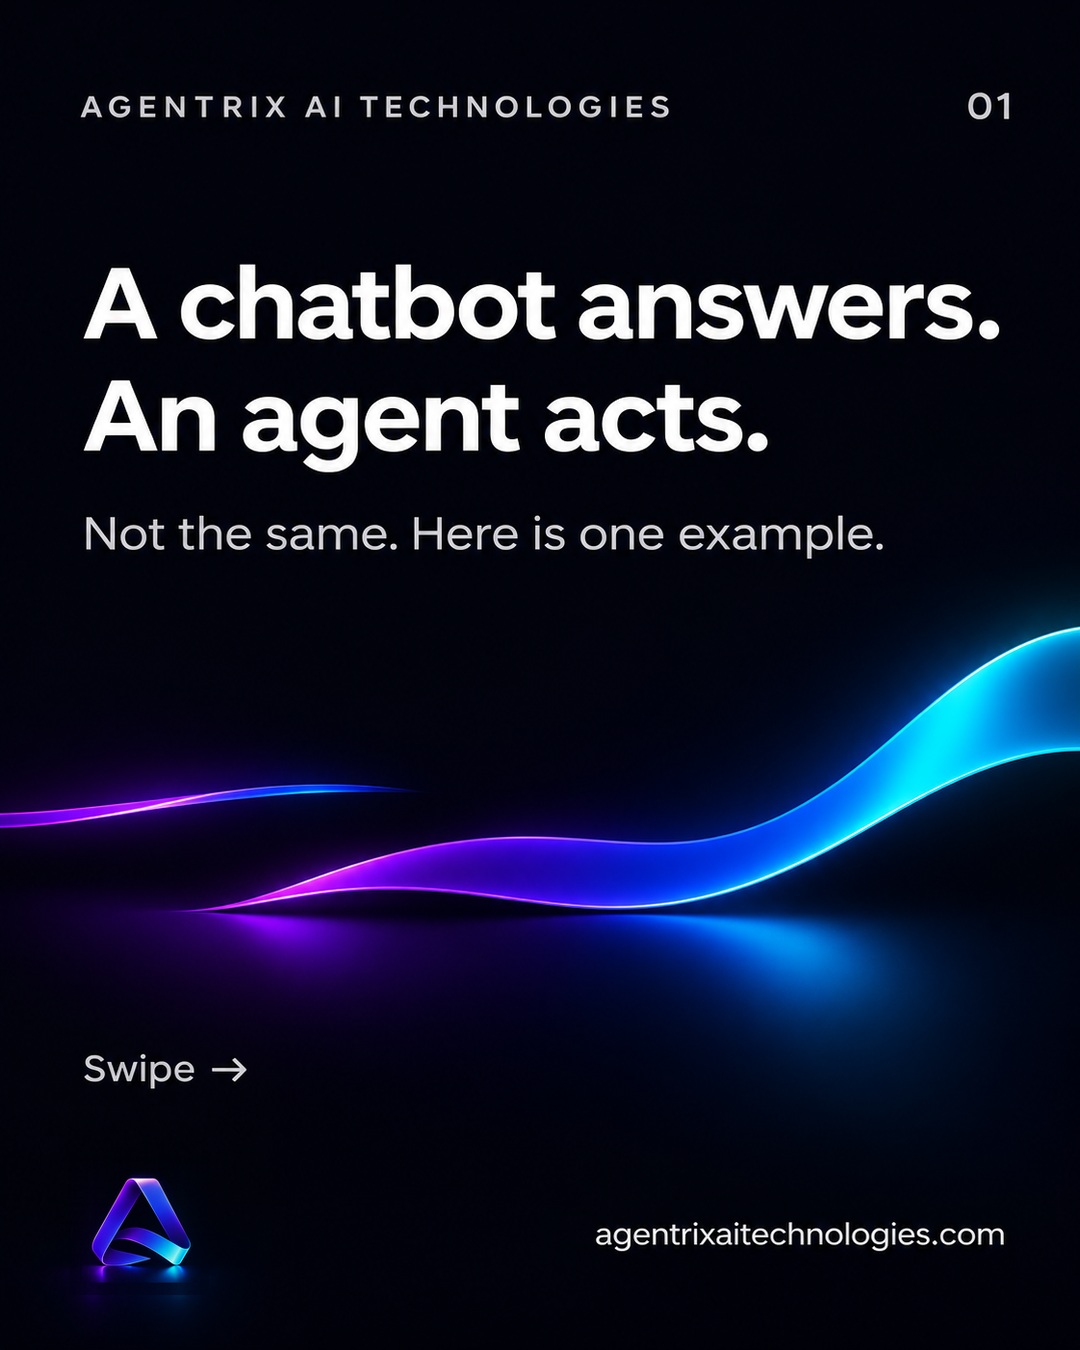 AGENTRIX AI TECHNOLOGIES
01
A chatbot answers.
An agent acts.
Not the same. Here is one example.
Swipe →
agentrixaitechnologies.com